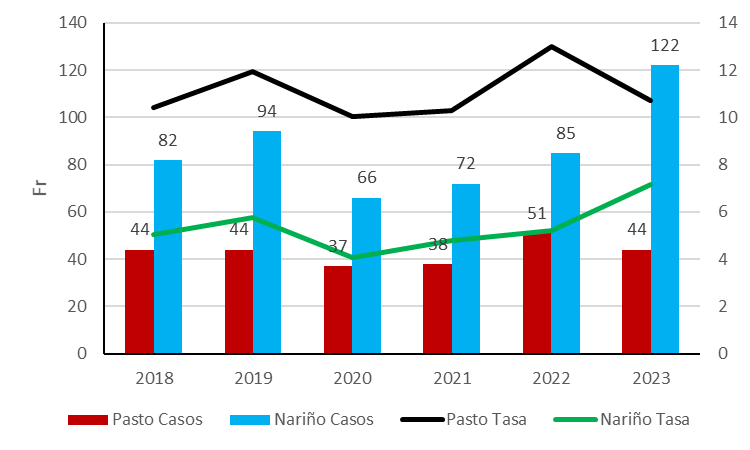 140 14
120 12
100 10
80 8
60 6
40 4
20 2
0 0
Fr
82 94 66 72 85 122
44 44 37 38 51 44
2018 2019 2020 2021 2022 2023
Pasto Casos Nariño Casos Pasto Tasa Nariño Tasa